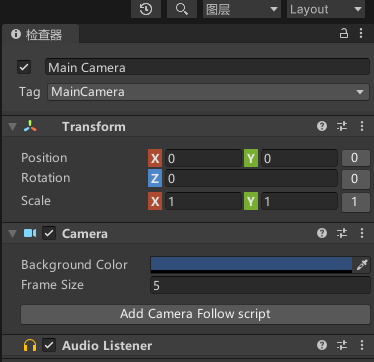 图层 Layout
检查器
Main Camera
Tag MainCamera
Transform
Position X 0 Y 0 0
Rotation Z 0 0
Scale X 1 Y 1 1
Camera
Background Color
Frame Size 5
Add Camera Follow script
Audio Listener